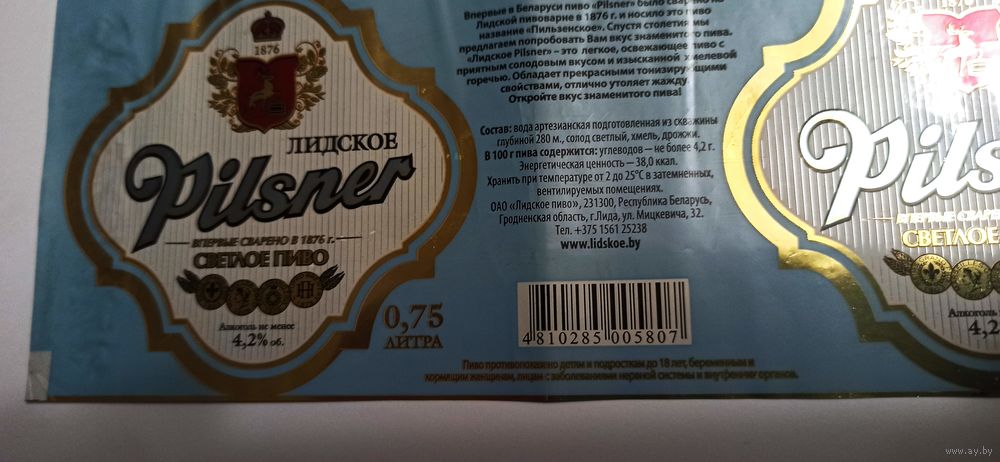 1876
ЛИДСКОЕ
Pilsner
ВПЕРВЫЕ СВАРЕНО В 1876 г.
СВЕТЛОЕ ПИВО
Алкоголь не менее
4,2% об.
0,75
ЛИТРА
Впервые в Беларуси пиво «Pilsner» было сварено на
Лидской пивоварне в 1876 г. и носило это пиво
название «Пильзенское». Спустя столетия мы
предлагаем попробовать Вам вкус знаменитого пива.
«Лидское Pilsner» – это легкое, освежающее пиво с
приятным солодовым вкусом и изысканной хмелевой
горечью. Обладает прекрасными тонизирующими
свойствами, отлично утоляет жажду.
Откройте вкус знаменитого пива!
Состав: вода артезианская подготовленная из скважины
глубиной 280 м., солод светлый, хмель, дрожжи.
В 100 г пива содержится: углеводов – не более 4,2 г.
Энергетическая ценность – 38,0 ккал.
Хранить при температуре от 2 до 25°С в затемненных,
вентилируемых помещениях.
ОАО «Лидское пиво», 231300, Республика Беларусь,
Гродненская область, г.Лида, ул. Мицкевича, 32.
Тел. +375 1561 25238
www.lidskoe.by
4 810285 005807
Пиво противопоказано детям и подросткам до 18 лет, беременным и
кормящим женщинам, лицам с заболеваниями нервной системы и внутренних органов.
Pils
ВПЕРВЫЕ СВАРЕ
СВЕТЛОЕ
Алкоголь
4,2
www.ay.by